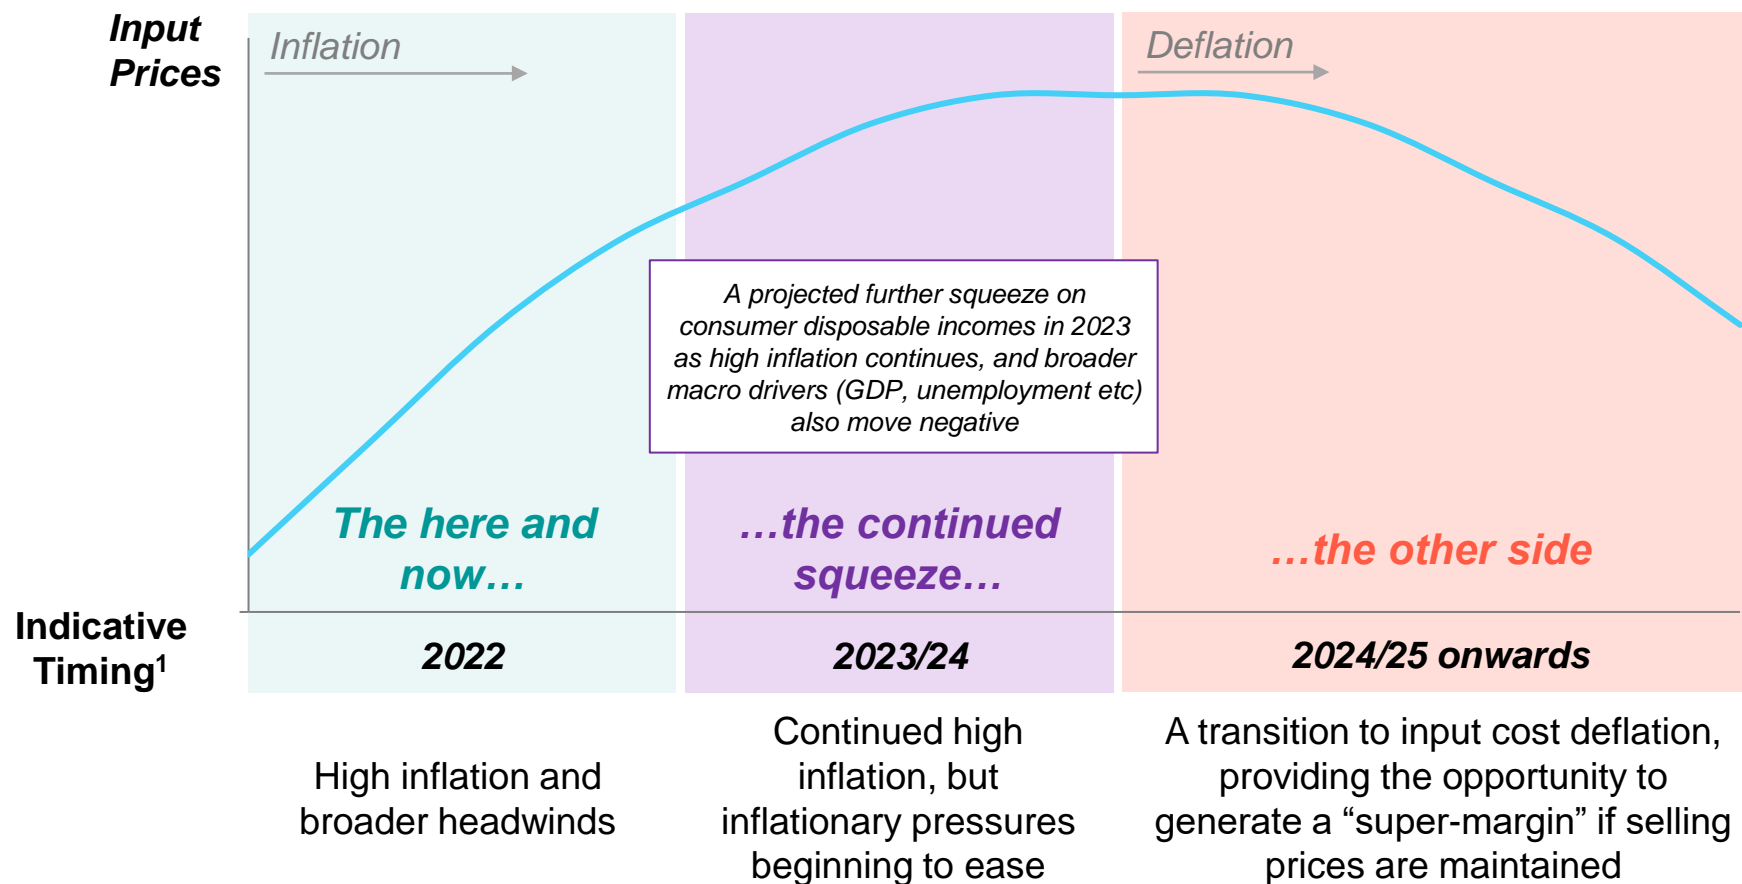 Input
Prices
Inflation
Deflation
A projected further squeeze on
consumer disposable incomes in 2023
as high inflation continues, and broader
macro drivers (GDP, unemployment etc)
also move negative
The here and
now…
…the continued
squeeze…
…the other side
Indicative
Timing¹
2022
2023/24
2024/25 onwards
High inflation and
broader headwinds
Continued high
inflation, but
inflationary pressures
beginning to ease
A transition to input cost deflation,
providing the opportunity to
generate a “super-margin” if selling
prices are maintained